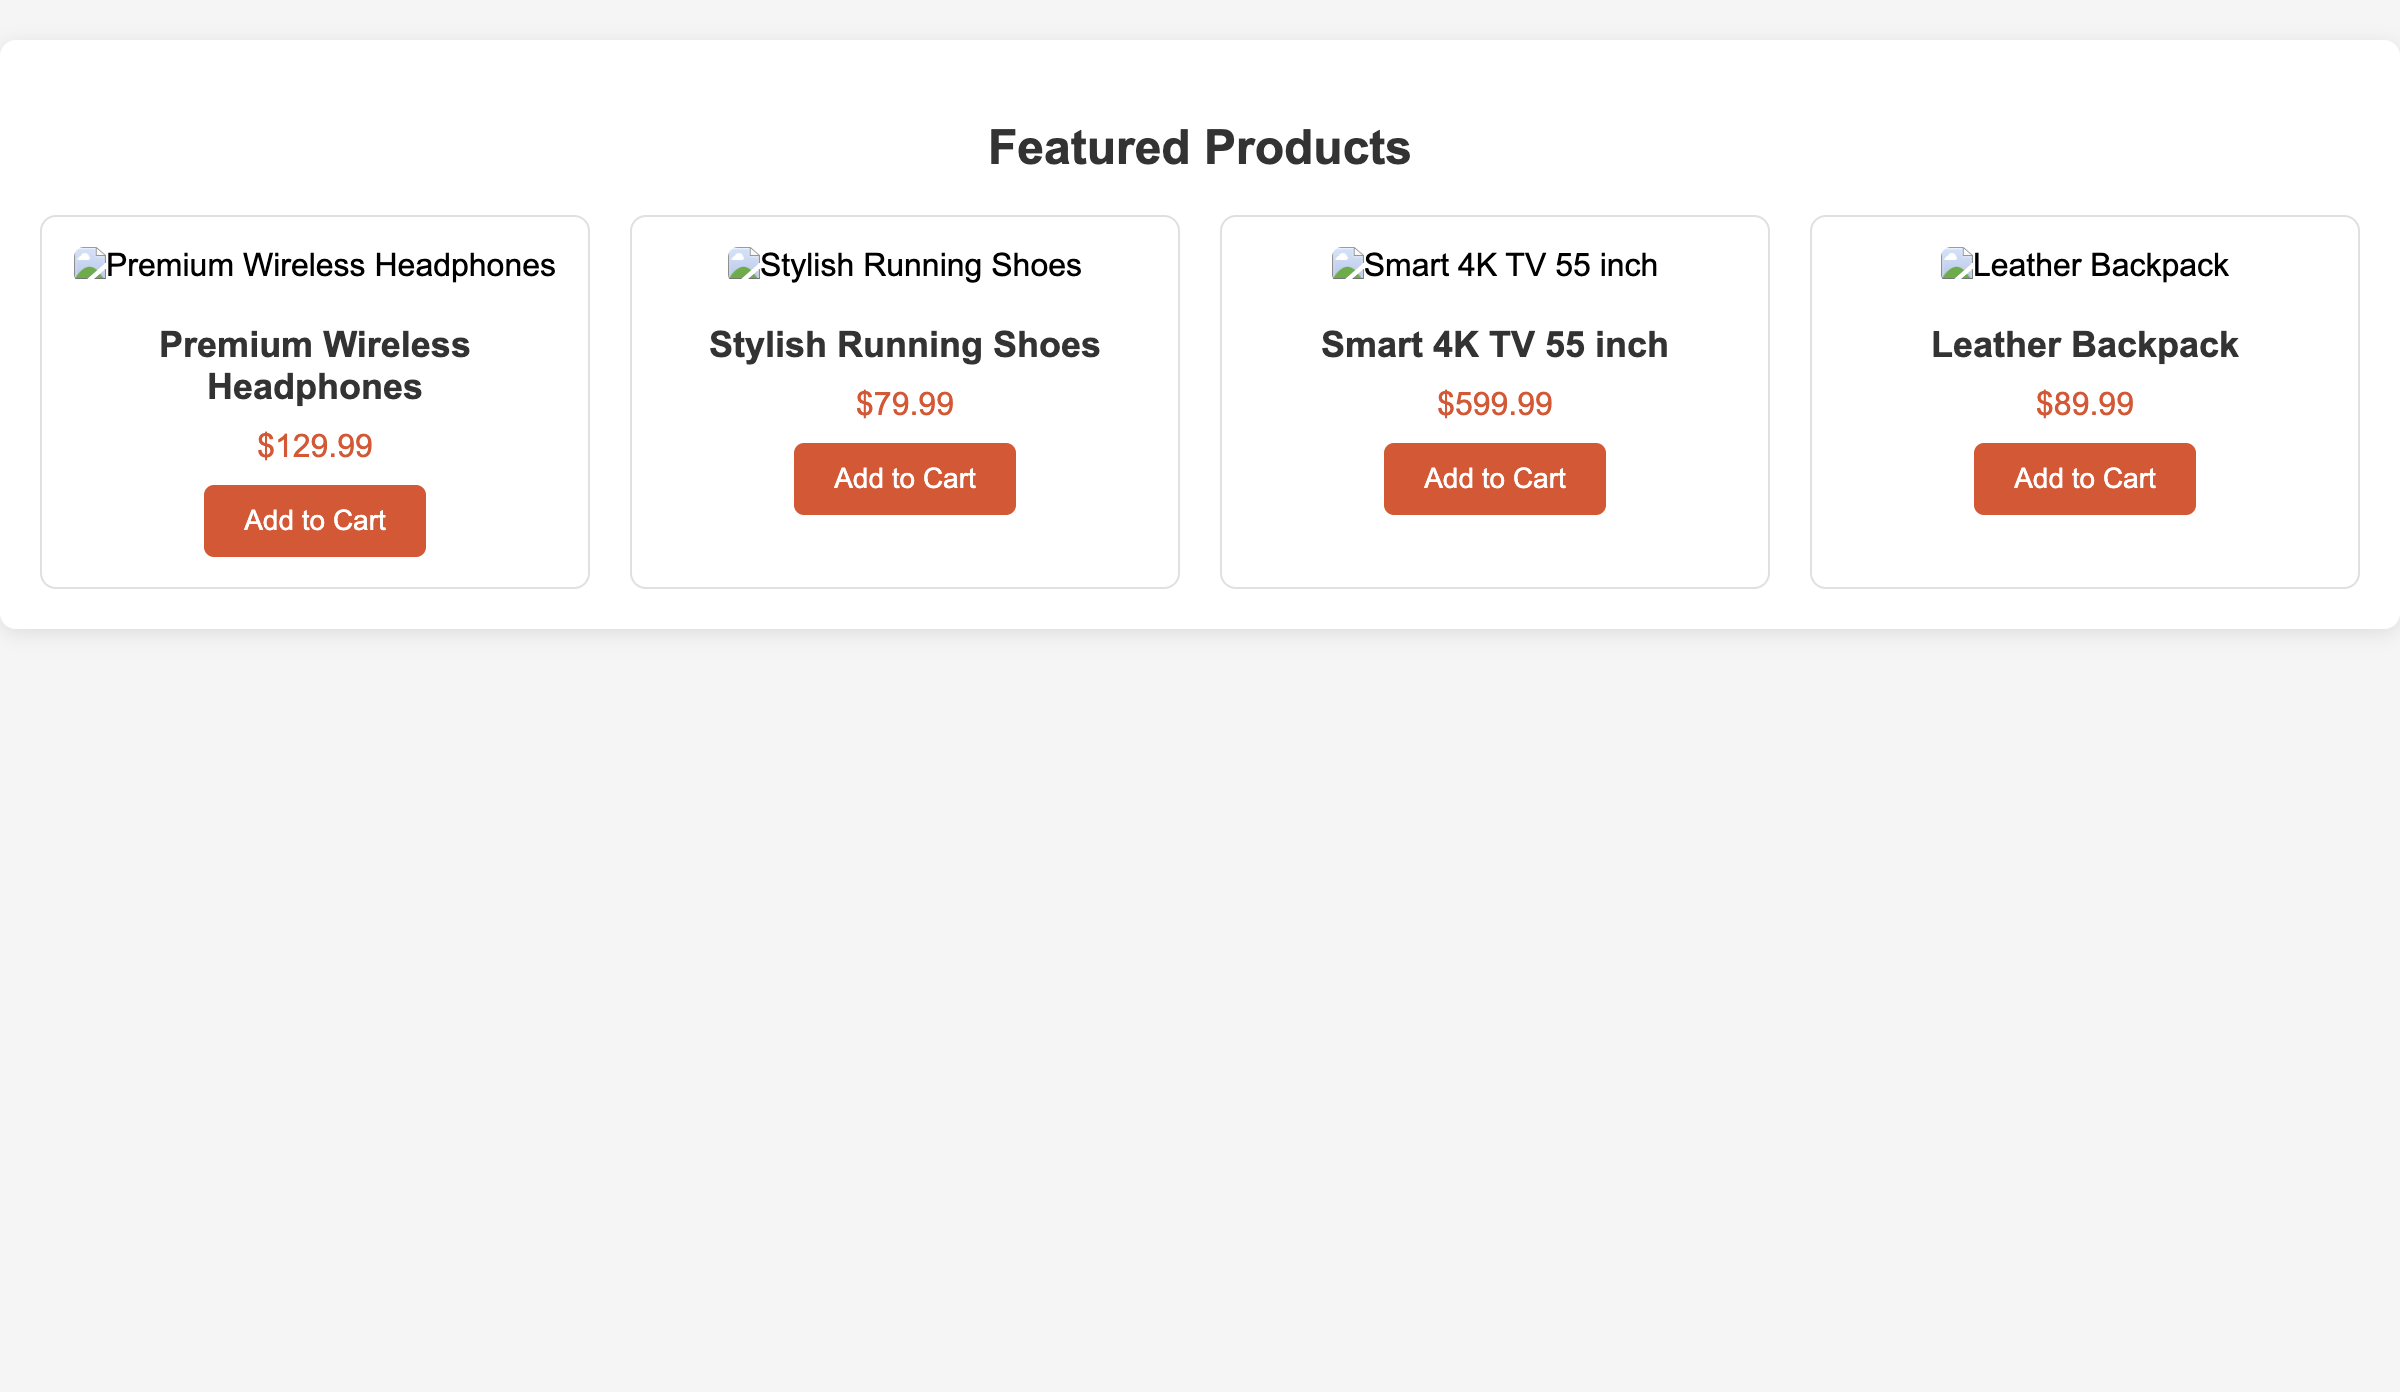 Featured Products
Premium Wireless Headphones
Premium Wireless
Headphones
$129.99
Add to Cart
Stylish Running Shoes
Stylish Running Shoes
$79.99
Add to Cart
Smart 4K TV 55 inch
Smart 4K TV 55 inch
$599.99
Add to Cart
Leather Backpack
Leather Backpack
$89.99
Add to Cart